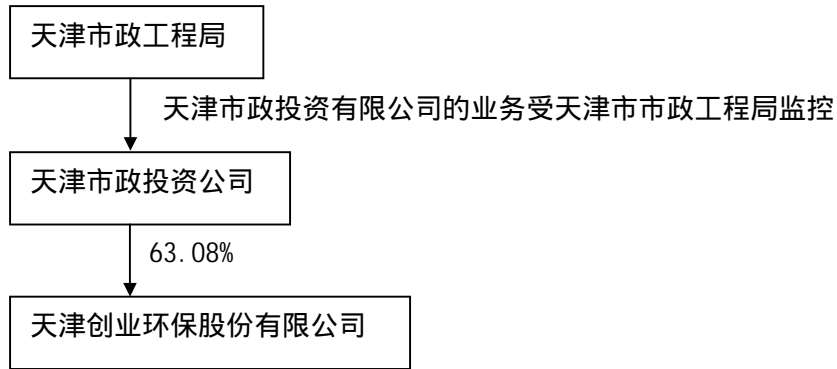 天津市政工程局
天津市政投资有限公司的业务受天津市市政工程局监控
天津市政投资公司
63.08%
天津创业环保股份有限公司